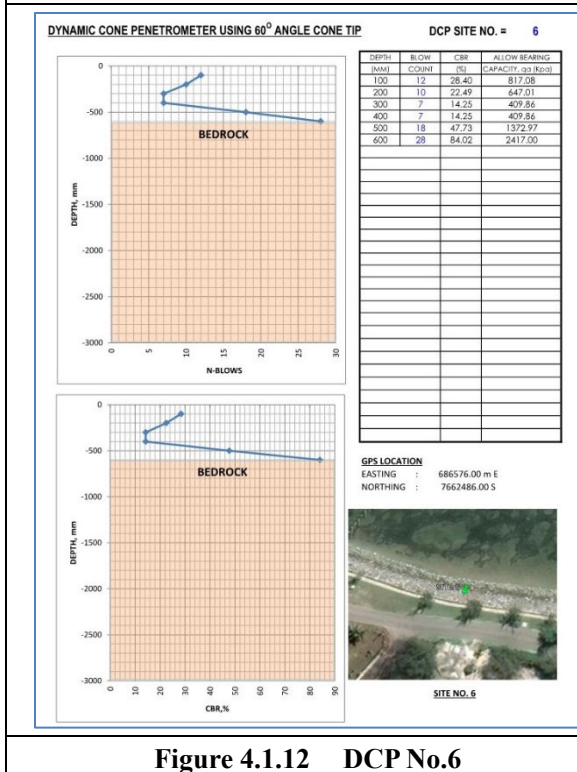 DYNAMIC CONE PENETROMETER USING 60⁰ ANGLE CONE TIP
DCP SITE NO. = 6
DEPTH BLOW CBR ALLOW BEARING
(MM) COUNT (%) CAPACITY, qa (Kpa)
100 12 28.40 817.08
200 10 22.49 647.01
300 7 14.25 409.86
400 7 14.25 409.86
500 18 47.73 1372.97
600 28 84.02 2417.00
0
-500
-1000
-1500
-2000
-2500
-3000
DEPTH, mm
BEDROCK
0 5 10 15 20 25 30
N-BLOWS
0
-500
-1000
-1500
-2000
-2500
-3000
DEPTH, mm
BEDROCK
0 10 20 30 40 50 60 70 80 90
CBR,%
GPS LOCATION
EASTING : 686576.00 m E
NORTHING : 7662486.00 S
SITE NO. 6
Figure 4.1.12 DCP No.6